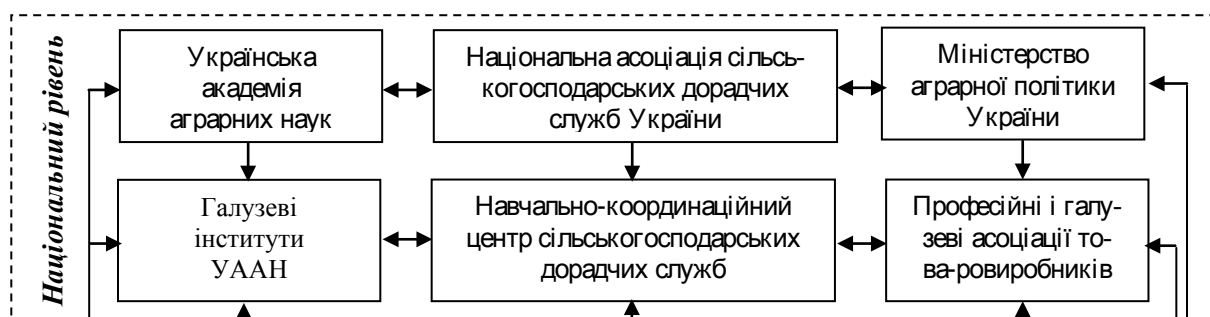 Національний рівень
Українська
академія
аграрних наук
Національна асоціація сільсь-
когосподарських дорадчих
служб України
Міністерство
аграрної політики
України
Галузеві
інститути
УААН
Навчально-координаційний
центр сільськогосподарських
дорадчих служб
Професійні і галу-
зеві асоціації то-
ва-ровиробників